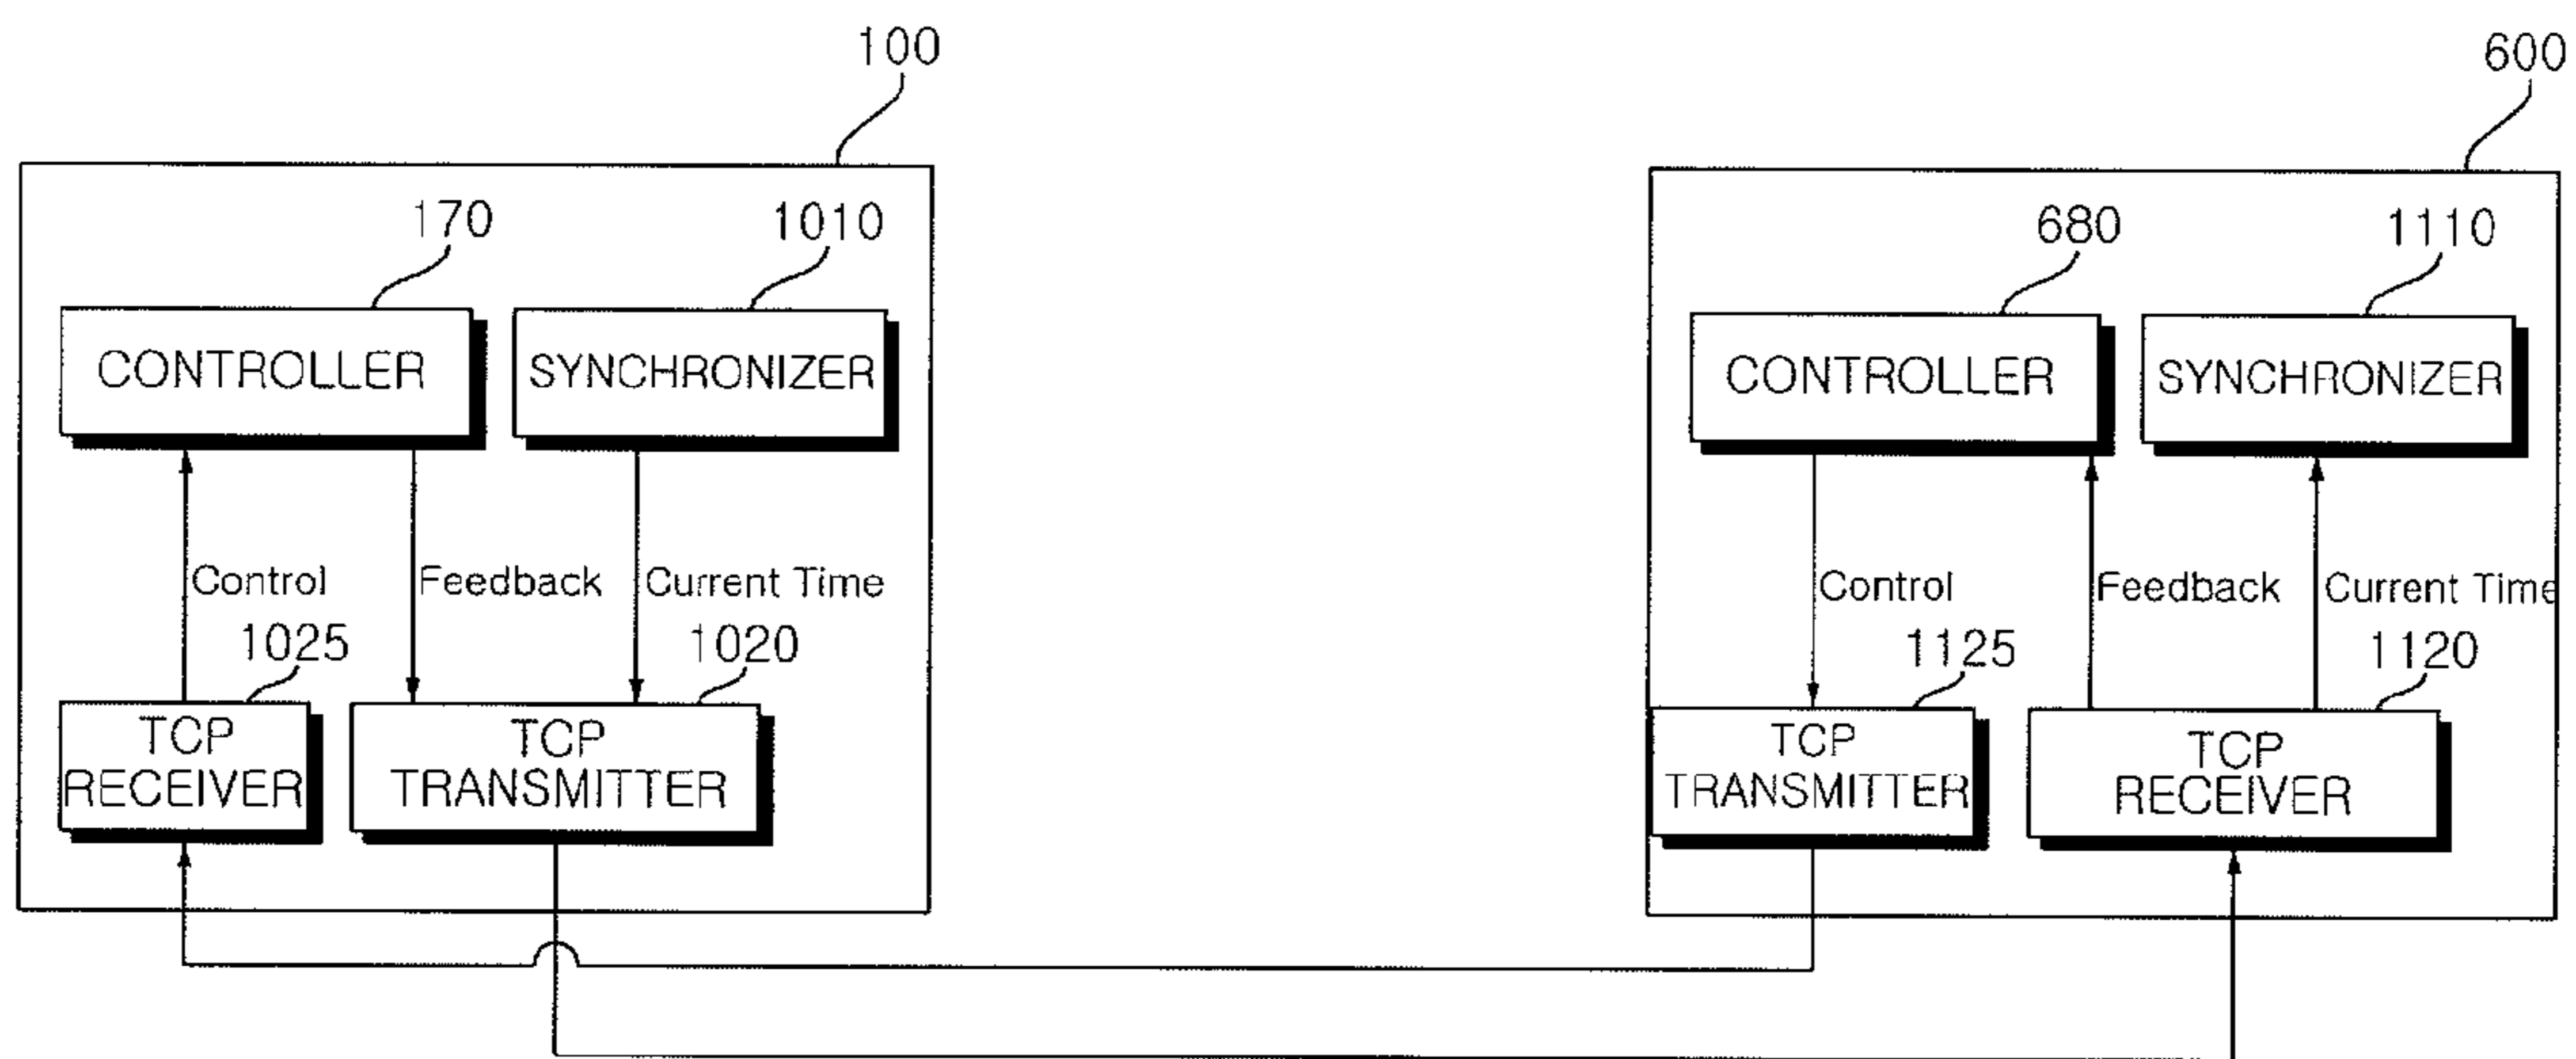 100
600
170
1010
680
1110
CONTROLLER
SYNCHRONIZER
CONTROLLER
SYNCHRONIZER
Control
Feedback
Current Time
Control
Feedback
Current Time
1025
1020
1125
1120
TCP
RECEIVER
TCP
TRANSMITTER
TCP
TRANSMITTER
TCP
RECEIVER